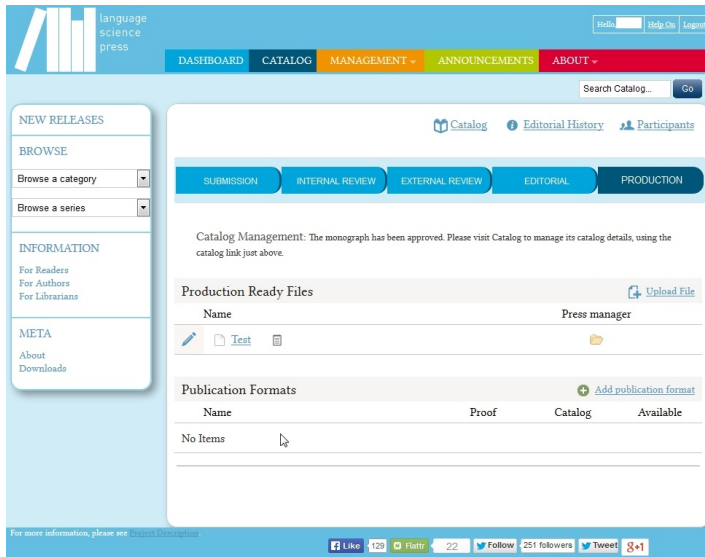 language
science
press
Hello, Help On Logout
DASHBOARD CATALOG MANAGEMENT ANNOUNCEMENTS ABOUT
Search Catalog... Go
NEW RELEASES
BROWSE
Browse a category
Browse a series
INFORMATION
For Readers
For Authors
For Librarians
META
About
Downloads
Catalog Editorial History Participants
SUBMISSION INTERNAL REVIEW EXTERNAL REVIEW EDITORIAL PRODUCTION
Catalog Management: The monograph has been approved. Please visit Catalog to manage its catalog details, using the
catalog link just above.
Production Ready Files Upload File
Name Press manager
Test
Publication Formats Add publication format
Name Proof Catalog Available
No Items
For more information, please see Project Description.
Like 129 Flattr 22 Follow 251 followers Tweet g+1